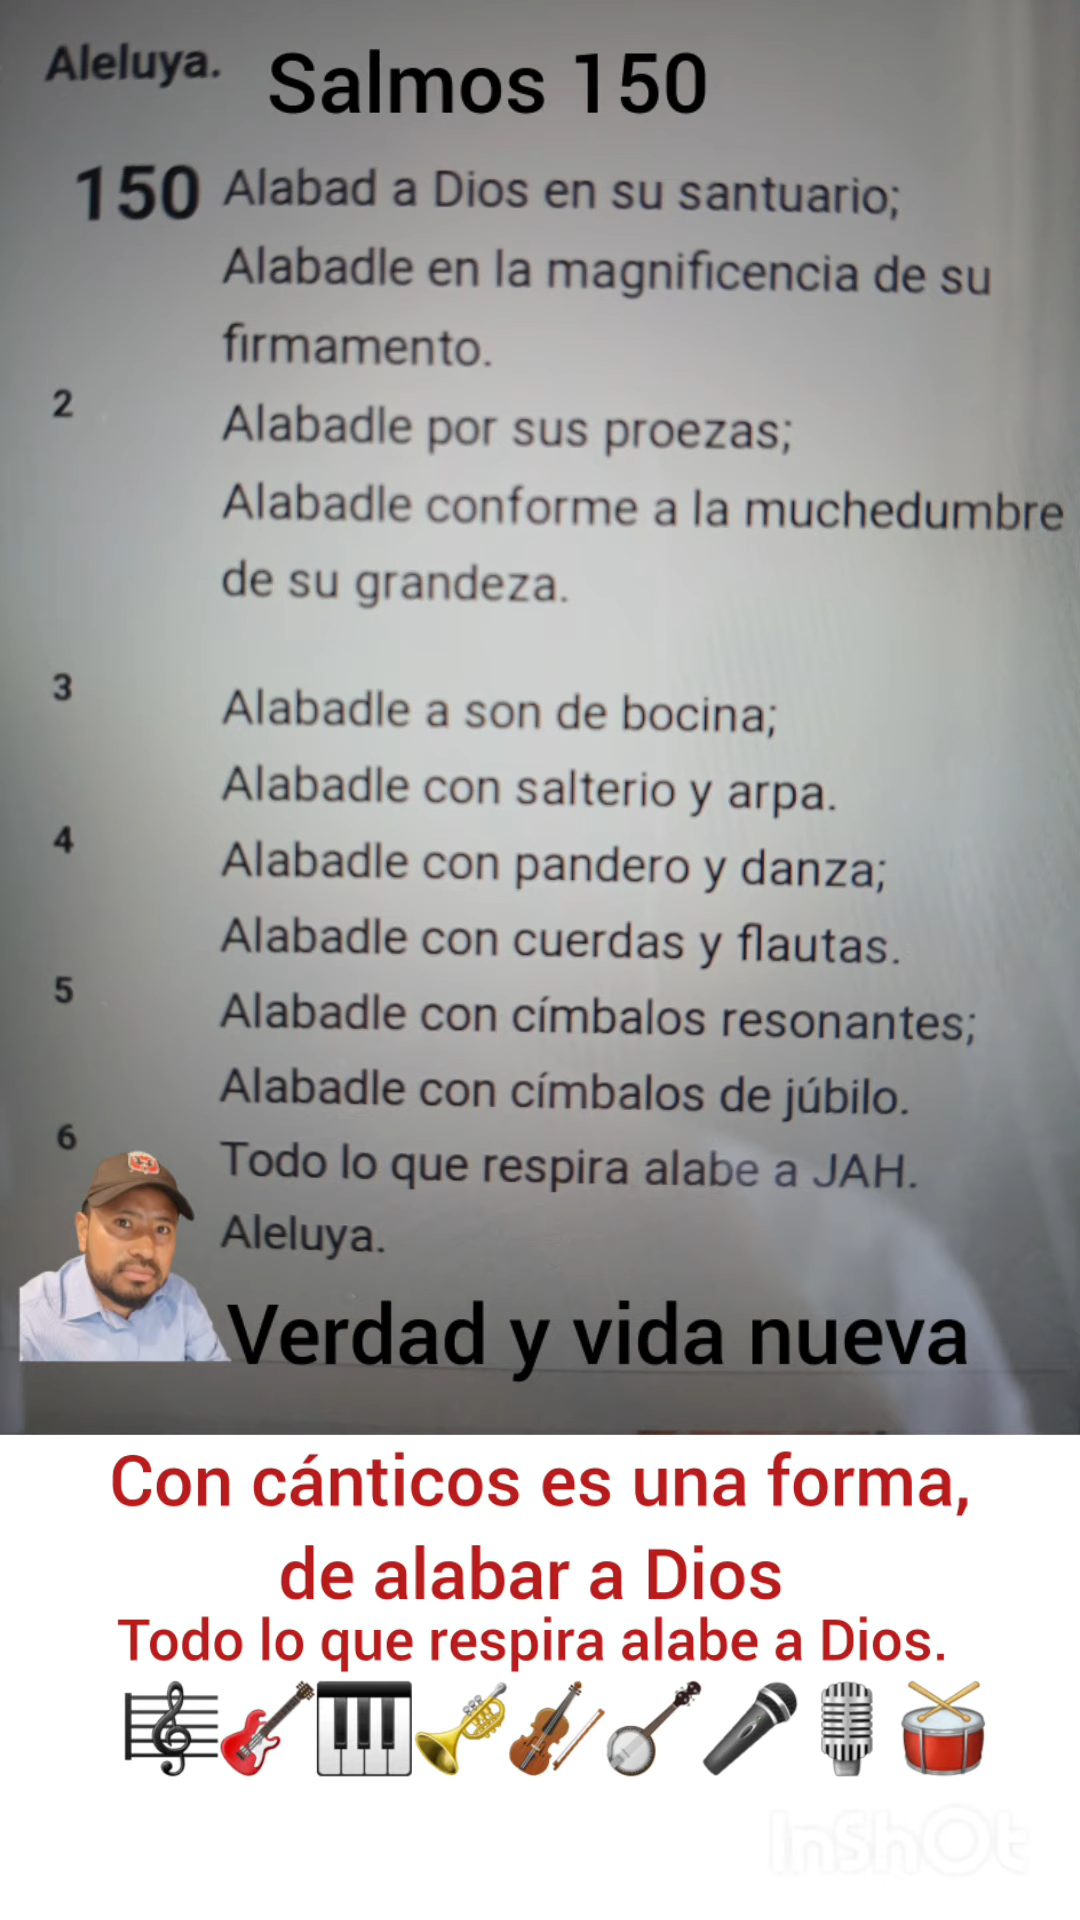 Aleluya.
Salmos 150
150 Alabad a Dios en su santuario;
Alabadle en la magnificencia de su
firmamento.
2 Alabadle por sus proezas;
Alabadle conforme a la muchedumbre
de su grandeza.
3 Alabadle a son de bocina;
Alabadle con salterio y arpa.
4 Alabadle con pandero y danza;
Alabadle con cuerdas y flautas.
5 Alabadle con címbalos resonantes;
Alabadle con címbalos de júbilo.
6 Todo lo que respira alabe a JAH.
Aleluya.
Verdad y vida nueva
Con cánticos es una forma,
de alabar a Dios
Todo lo que respira alabe a Dios.
InShOt